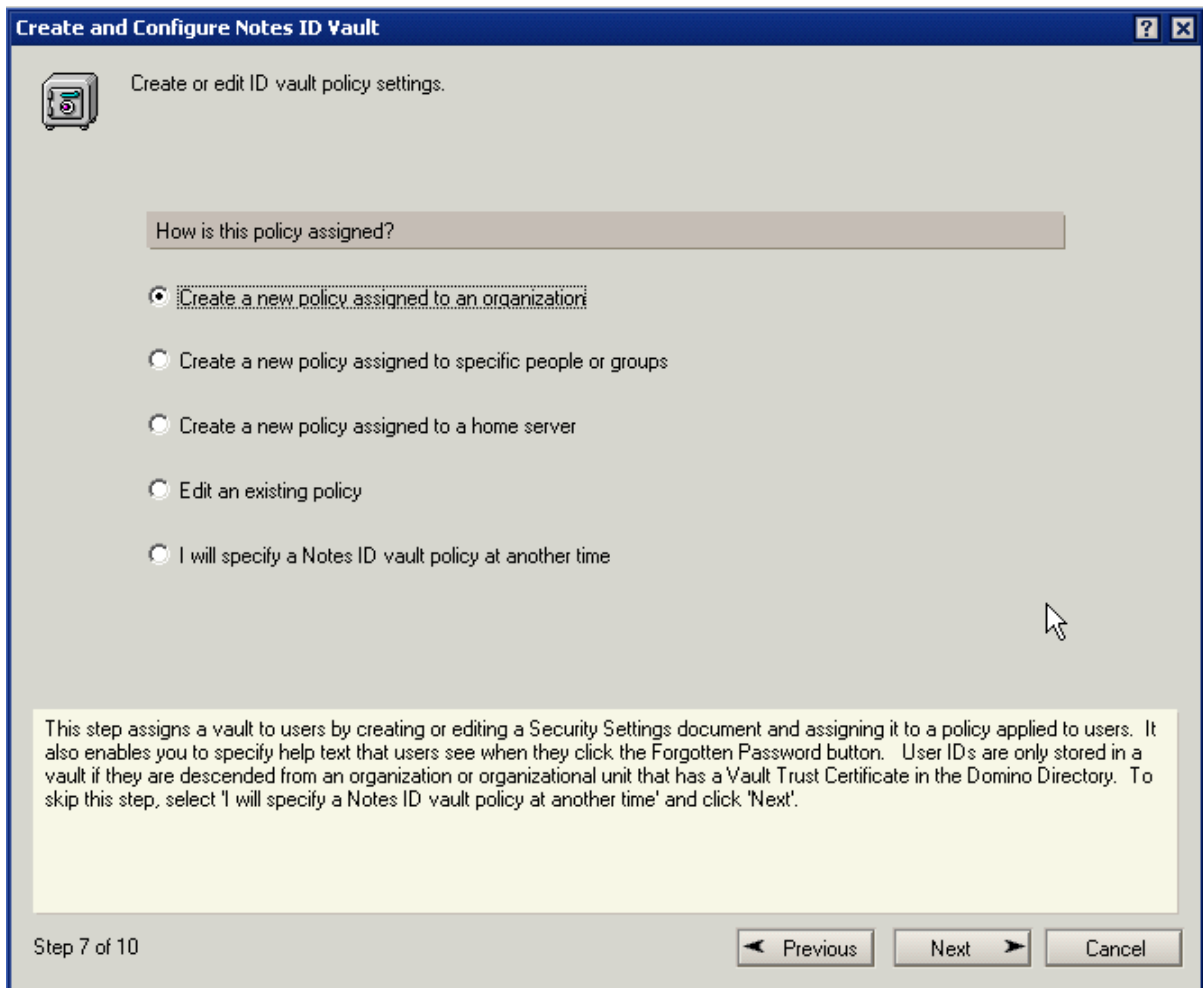 Create and Configure Notes ID Vault
Create or edit ID vault policy settings.
How is this policy assigned?
Create a new policy assigned to an organization
Create a new policy assigned to specific people or groups
Create a new policy assigned to a home server
Edit an existing policy
I will specify a Notes ID vault policy at another time
This step assigns a vault to users by creating or editing a Security Settings document and assigning it to a policy applied to users. It
also enables you to specify help text that users see when they click the Forgotten Password button. User IDs are only stored in a
vault if they are descended from an organization or organizational unit that has a Vault Trust Certificate in the Domino Directory. To
skip this step, select 'I will specify a Notes ID vault policy at another time' and click 'Next'.
Step 7 of 10
Previous
Next
Cancel